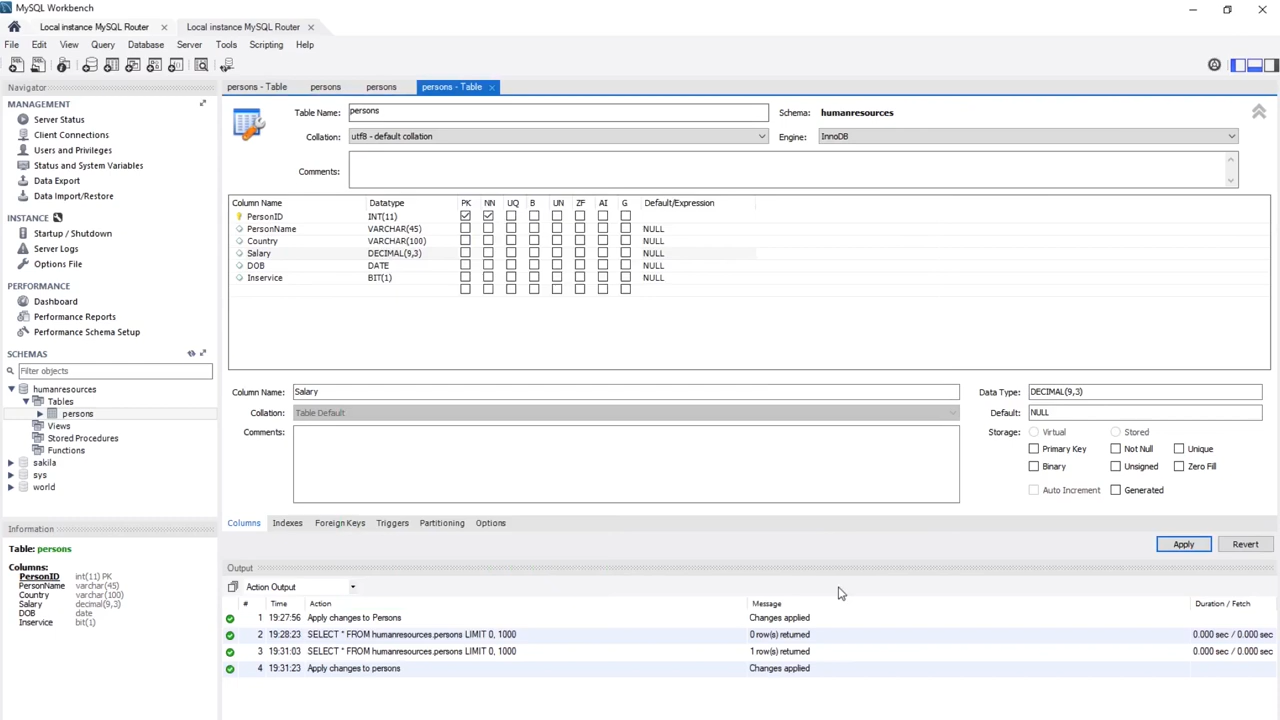 MySQL Workbench
Local instance MySQL Router
Local instance MySQL Router
File Edit View Query Database Server Tools Scripting Help
Navigator
MANAGEMENT
Server Status
Client Connections
Users and Privileges
Status and System Variables
Data Export
Data Import/Restore
INSTANCE
Startup / Shutdown
Server Logs
Options File
PERFORMANCE
Dashboard
Performance Reports
Performance Schema Setup
SCHEMAS
Filter objects
humanresources
Tables
persons
Views
Stored Procedures
Functions
sakila
sys
world
Information
Table: persons
Columns:
PersonID int(11) PK
PersonName varchar(45)
Country varchar(100)
Salary decimal(9,3)
DOB date
Inservice bit(1)
persons - Table persons persons persons - Table
Table Name: persons Schema: humanresources
Collation: utf8 - default collation Engine: InnoDB
Comments:
Column Name Datatype PK NN UQ B UN ZF AI G Default/Expression
PersonID INT(11)
PersonName VARCHAR(45) NULL
Country VARCHAR(100) NULL
Salary DECIMAL(9,3) NULL
DOB DATE NULL
Inservice BIT(1) NULL
Column Name: Salary Data Type: DECIMAL(9,3)
Collation: Table Default Default: NULL
Comments: Storage: Virtual Stored
Primary Key Not Null Unique
Binary Unsigned Zero Fill
Auto Increment Generated
Columns Indexes Foreign Keys Triggers Partitioning Options
Apply Revert
Output
Action Output
# Time Action Message Duration / Fetch
1 19:27:56 Apply changes to Persons Changes applied
2 19:28:23 SELECT * FROM humanresources.persons LIMIT 0, 1000 0 row(s) returned 0.000 sec / 0.000 sec
3 19:31:03 SELECT * FROM humanresources.persons LIMIT 0, 1000 1 row(s) returned 0.000 sec / 0.000 sec
4 19:31:23 Apply changes to persons Changes applied